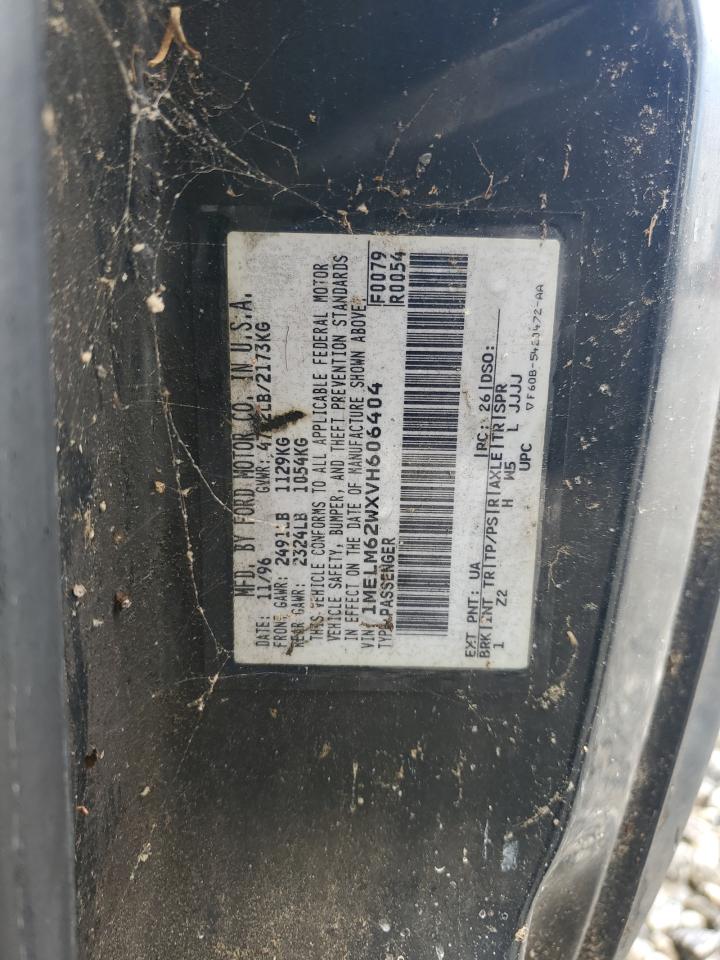 MFD. BY FORD MOTOR CO. IN U.S.A.
DATE: 11/96 GVWR: LB/2173KG
FRONT GAWR: 2491LB 1129KG
REAR GAWR: 2324LB 1054KG
THIS VEHICLE CONFORMS TO ALL APPLICABLE FEDERAL MOTOR
VEHICLE SAFETY, BUMPER, AND THEFT PREVENTION STANDARDS
IN EFFECT ON THE DATE OF MANUFACTURE SHOWN ABOVE
VIN: 1MELM62WXVH606404 F0079
TYPE: PASSENGER R0054
EXT PNT: UA RC: 26 DSO:
BRK INT TR TP/PS R AXLE TR SPR
1 Z2 H W5 L JJJJ
UPC